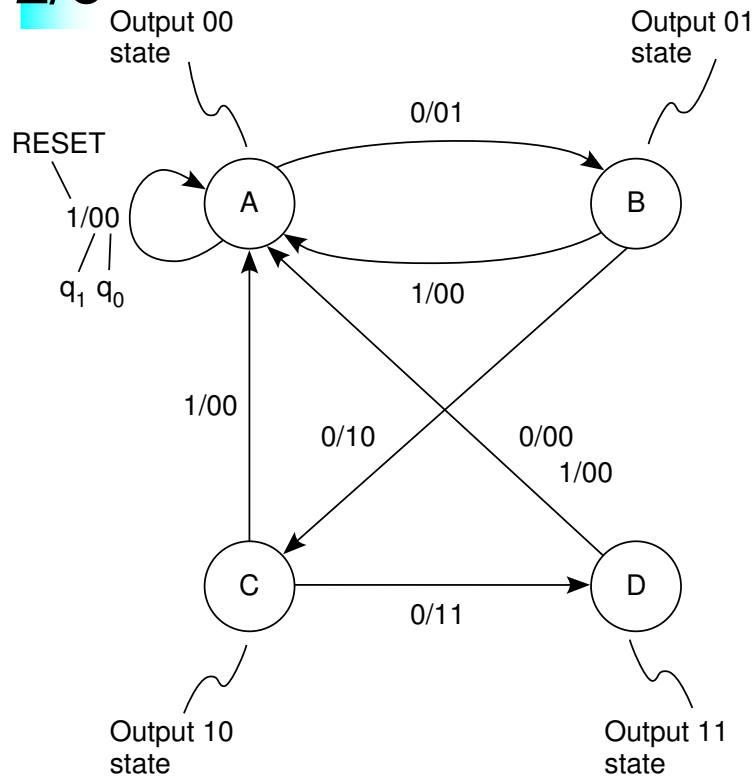 Output 00
state
Output 01
state
0/01
RESET
A
B
1/00
q1 q0
1/00
1/00
0/10
0/00
1/00
C
D
0/11
Output 10
state
Output 11
state